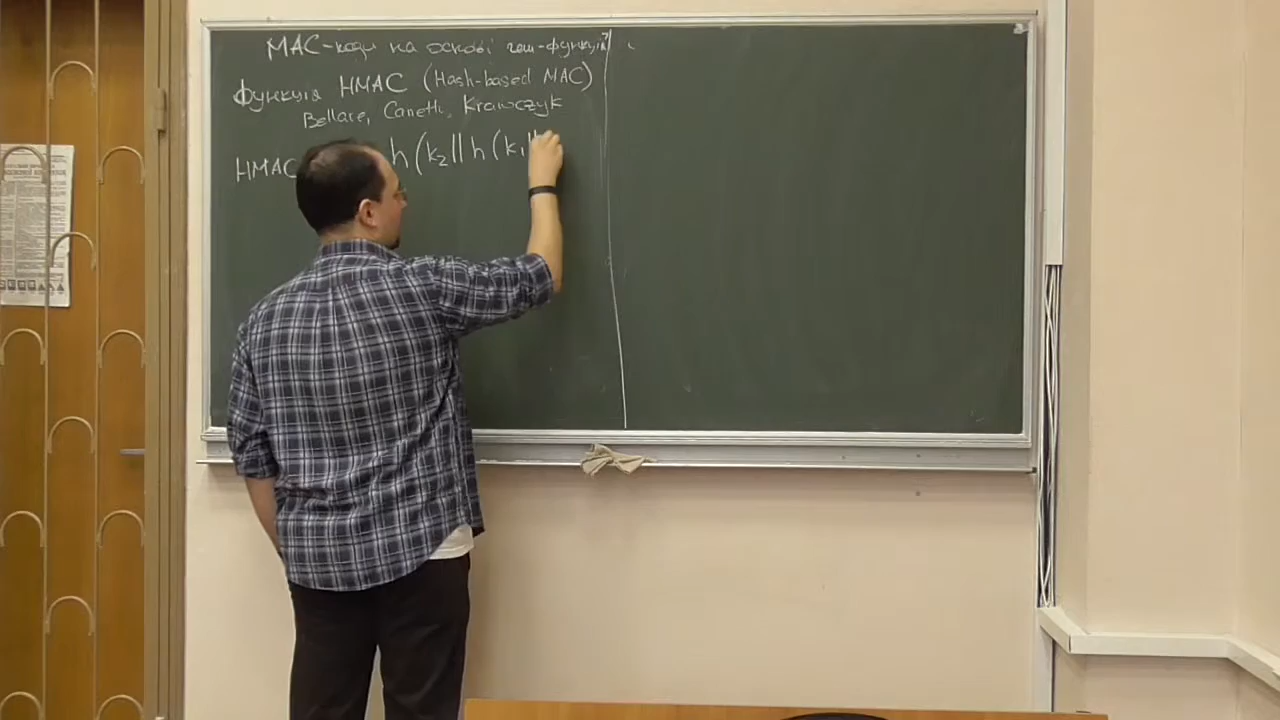 MAC-коди на основі геш-функцій
Функція HMAC (Hash-based MAC)
Bellare, Canetti, Krawczyk
HMAC h(k₂||h(k₁||